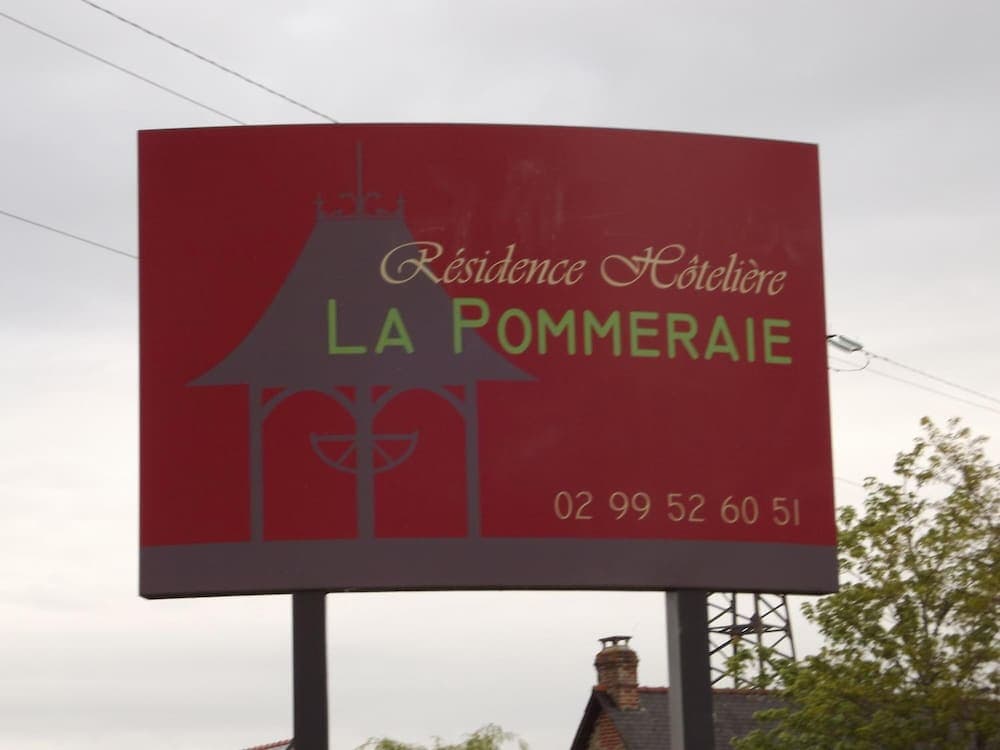 Résidence Hôtelière
LA POMMERAIE
02 99 52 60 51